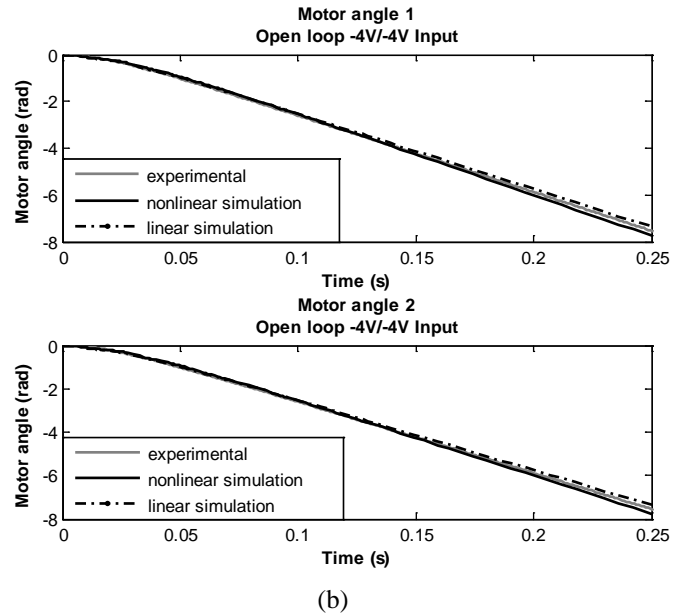 Motor angle 1
Open loop -4V/-4V Input
Motor angle (rad)
0
-2
-4
-6
-8
experimental
nonlinear simulation
linear simulation
0
0.05
0.1
0.15
0.2
0.25
Time (s)
Motor angle 2
Open loop -4V/-4V Input
Motor angle (rad)
0
-2
-4
-6
-8
experimental
nonlinear simulation
linear simulation
0
0.05
0.1
0.15
0.2
0.25
Time (s)
(b)